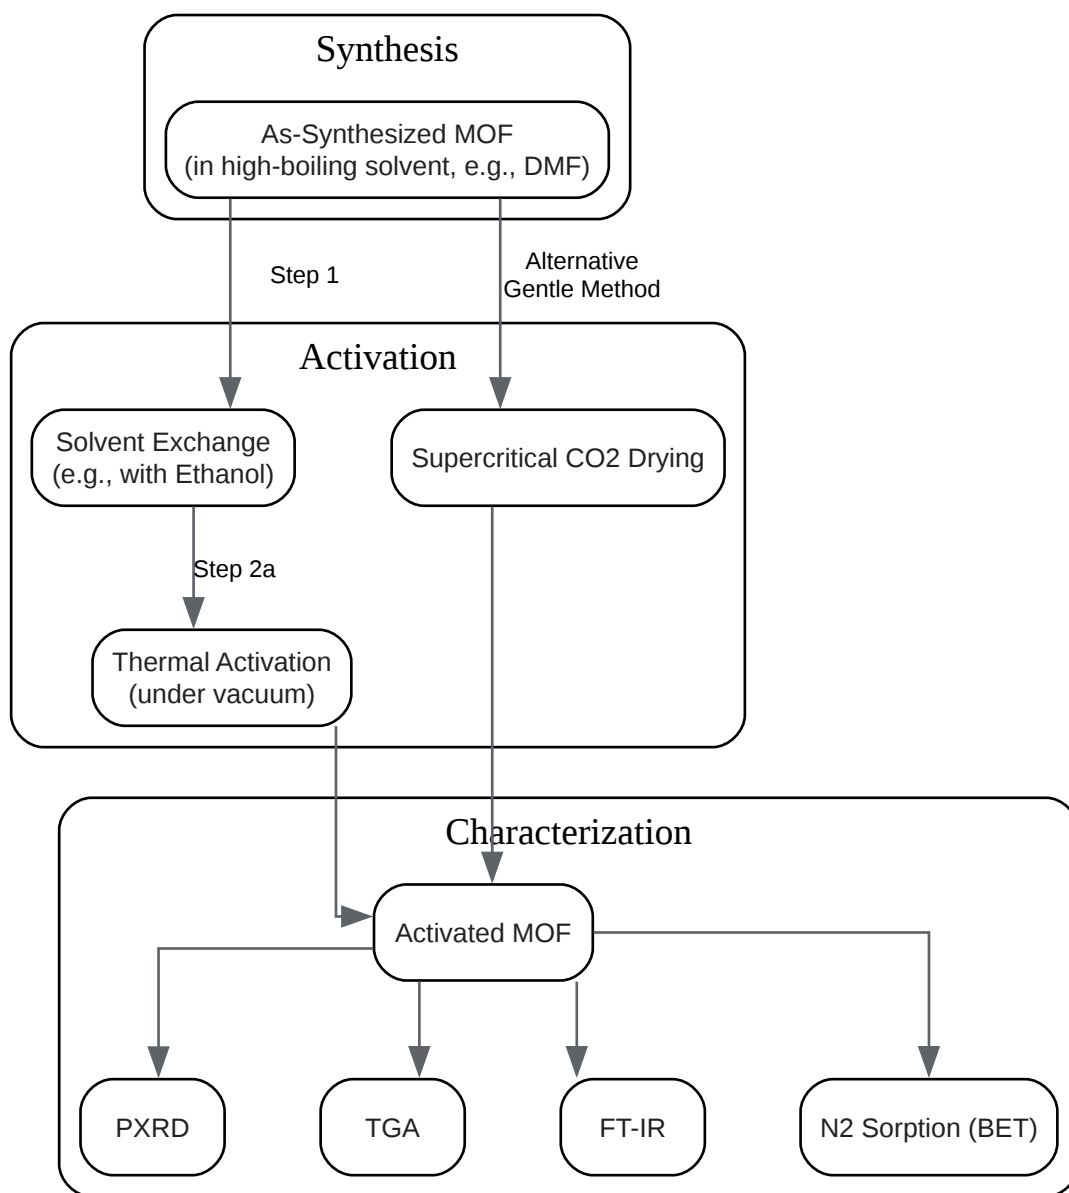 Synthesis
As-Synthesized MOF
(in high-boiling solvent, e.g., DMF)
Step 1
Alternative
Gentle Method
Activation
Solvent Exchange
(e.g., with Ethanol)
Supercritical CO2 Drying
Step 2a
Thermal Activation
(under vacuum)
Characterization
Activated MOF
PXRD
TGA
FT-IR
N2 Sorption (BET)